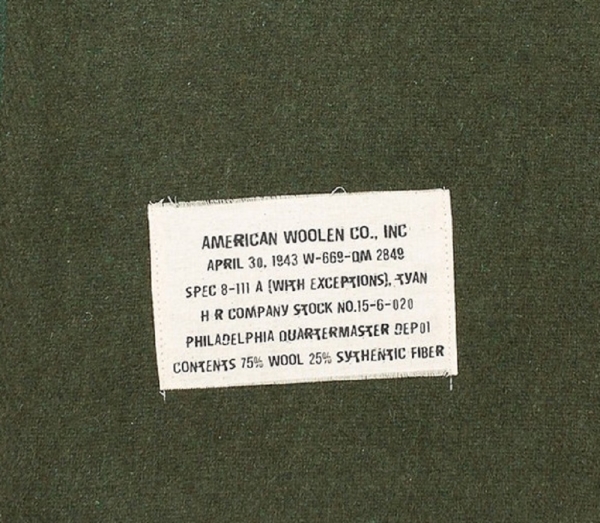 AMERICAN WOOLEN CO., INC
APRIL 30, 1943 W-669-QM 2849
SPEC 8-111 A (WITH EXCEPTIONS), TYAN
H R COMPANY STOCK NO.15-6-020
PHILADELPHIA QUARTERMASTER DEPOT
CONTENTS 75% WOOL 25% SYTHENTIC FIBER